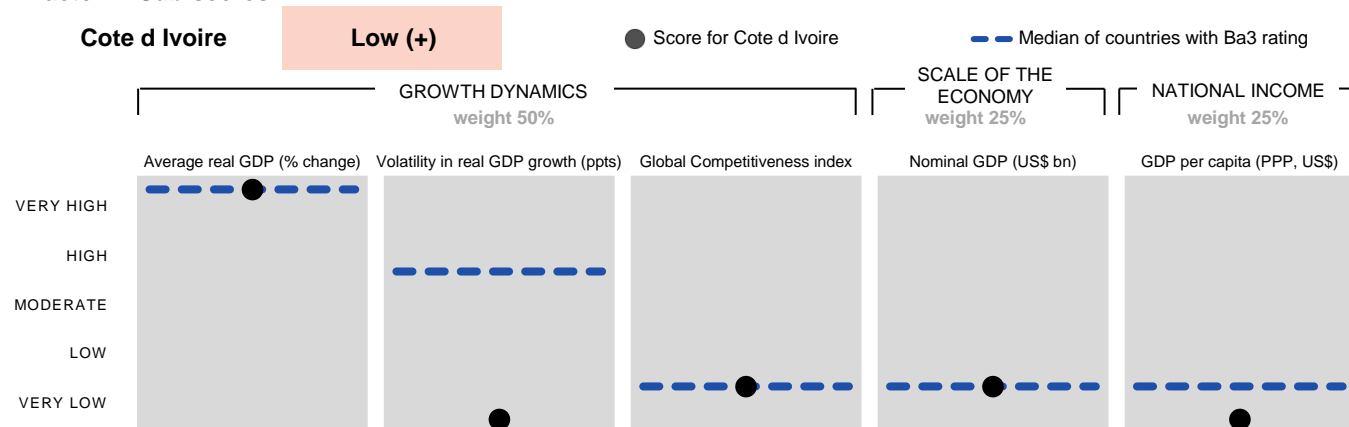 Cote d Ivoire
Low (+)
Score for Cote d Ivoire
Median of countries with Ba3 rating
GROWTH DYNAMICS
weight 50%
SCALE OF THE
ECONOMY
weight 25%
NATIONAL INCOME
weight 25%
Average real GDP (% change)
Volatility in real GDP growth (ppts)
Global Competitiveness index
Nominal GDP (US$ bn)
GDP per capita (PPP, US$)
VERY HIGH
HIGH
MODERATE
LOW
VERY LOW